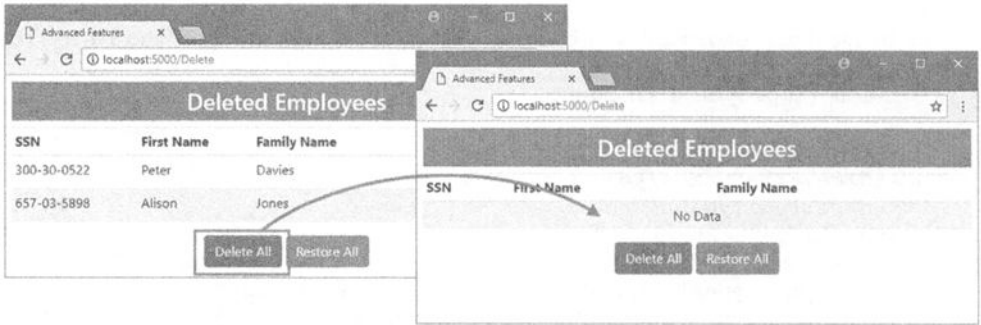 Advanced Features
localhost:5000/Delete
Deleted Employees
SSN First Name Family Name
300-30-0522 Peter Davies
657-03-5898 Alison Jones
Delete All Restore All
Advanced Features
localhost:5000/Delete
Deleted Employees
SSN First Name Family Name
No Data
Delete All Restore All